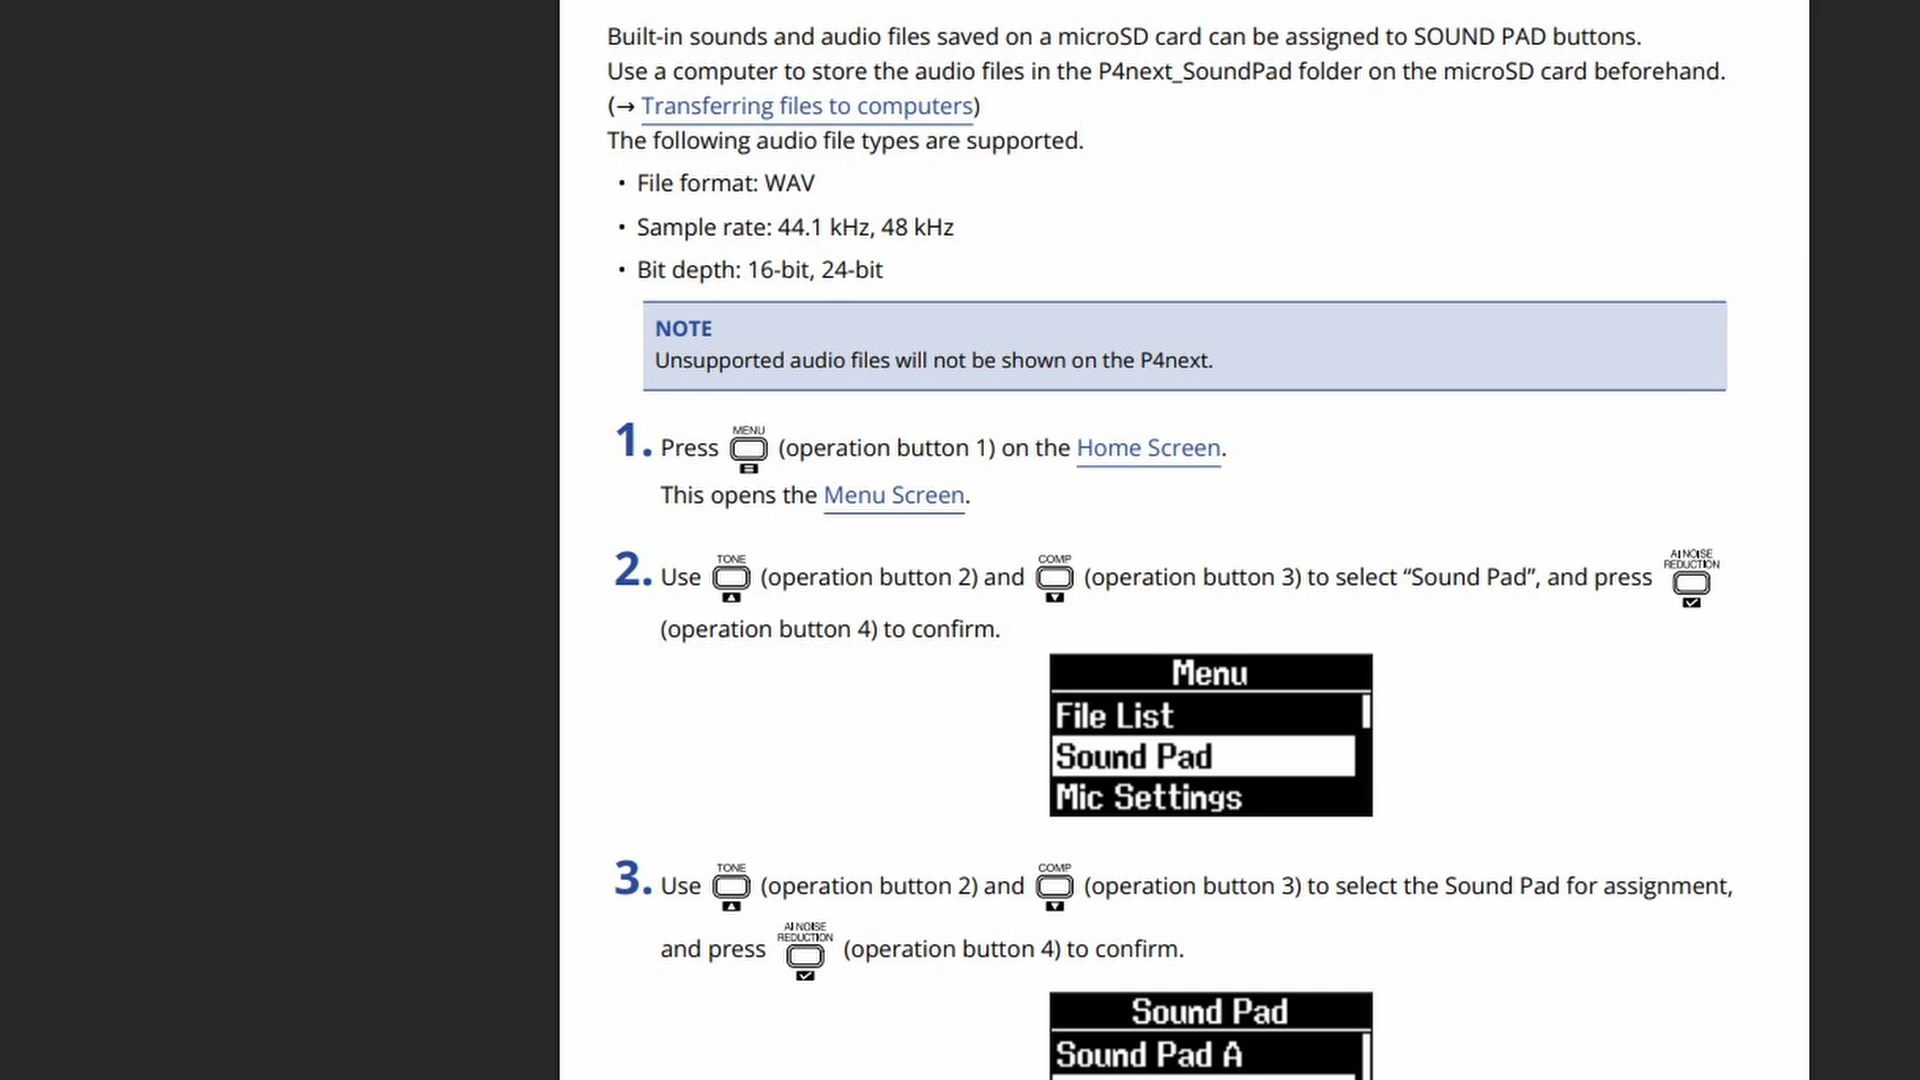 Built-in sounds and audio files saved on a microSD card can be assigned to SOUND PAD buttons.
Use a computer to store the audio files in the P4next_SoundPad folder on the microSD card beforehand.
(→ Transferring files to computers)
The following audio file types are supported.
• File format: WAV
• Sample rate: 44.1 kHz, 48 kHz
• Bit depth: 16-bit, 24-bit
NOTE
Unsupported audio files will not be shown on the P4next.
1. Press MENU (operation button 1) on the Home Screen.
This opens the Menu Screen.
2. Use TONE (operation button 2) and COMP (operation button 3) to select “Sound Pad”, and press AI NOISE REDUCTION
(operation button 4) to confirm.
Menu
File List
Sound Pad
Mic Settings
3. Use TONE (operation button 2) and COMP (operation button 3) to select the Sound Pad for assignment,
and press AI NOISE REDUCTION (operation button 4) to confirm.
Sound Pad
Sound Pad A